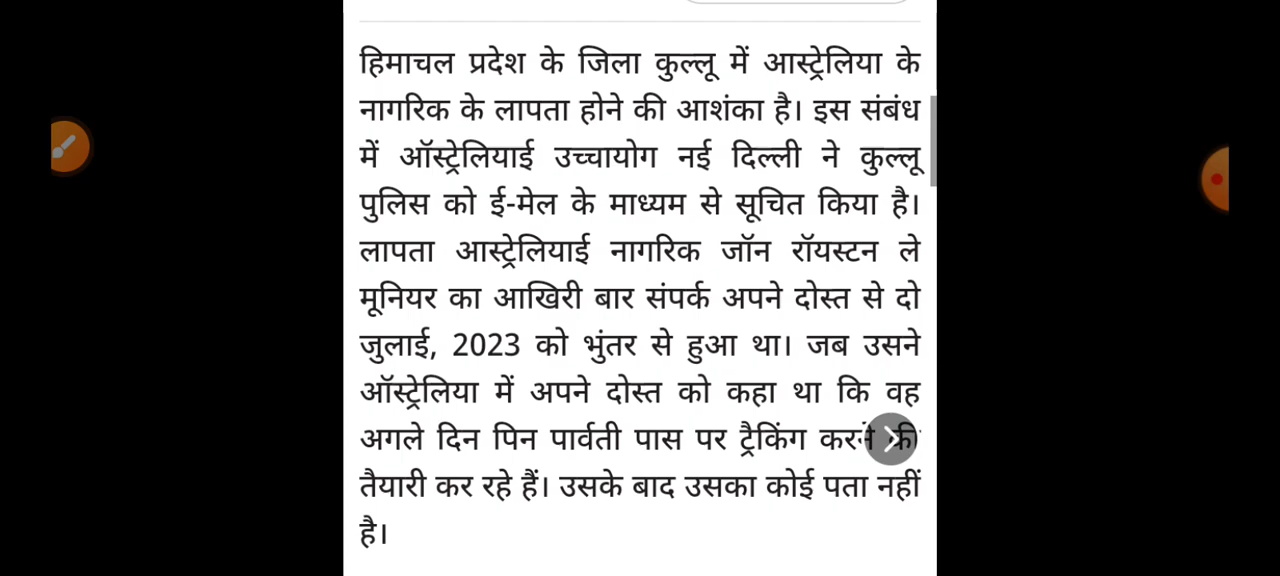 हिमाचल प्रदेश के जिला कुल्लू में आस्ट्रेलिया के
नागरिक के लापता होने की आशंका है। इस संबंध
में ऑस्ट्रेलियाई उच्चायोग नई दिल्ली ने कुल्लू
पुलिस को ई-मेल के माध्यम से सूचित किया है।
लापता आस्ट्रेलियाई नागरिक जॉन रॉयस्टन ले
मूनियर का आखिरी बार संपर्क अपने दोस्त से दो
जुलाई, 2023 को भुंतर से हुआ था। जब उसने
ऑस्ट्रेलिया में अपने दोस्त को कहा था कि वह
अगले दिन पिन पार्वती पास पर ट्रैकिंग करने की
तैयारी कर रहे हैं। उसके बाद उसका कोई पता नहीं
है।